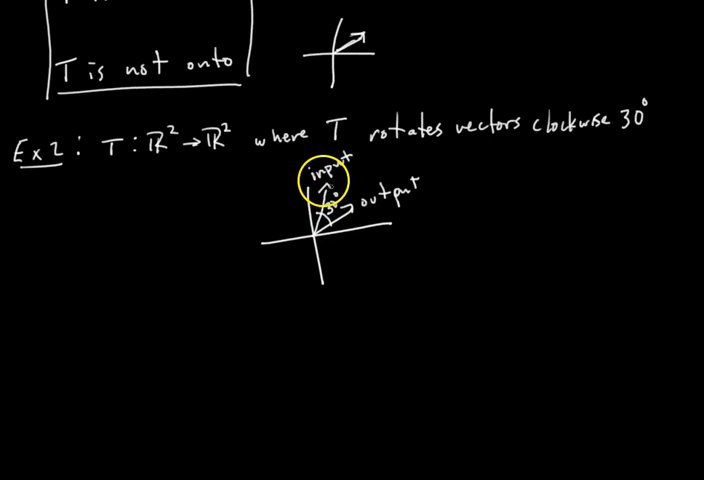 T is not onto
Ex 2 : T : ℝ² → ℝ² where T rotates vectors clockwise 30°
input
30°
output